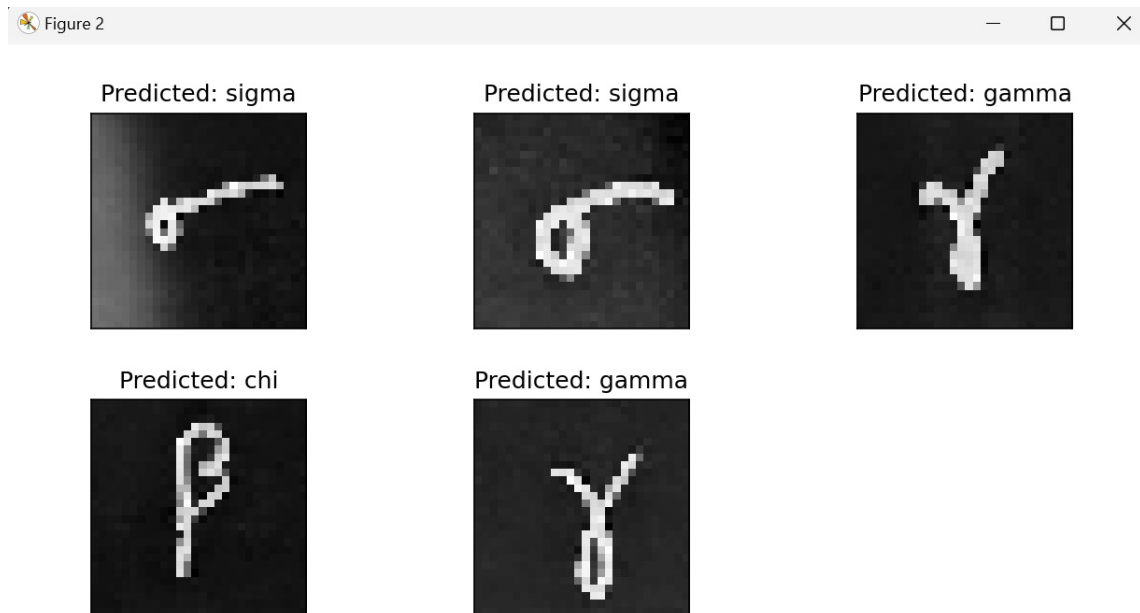 Figure 2
Predicted: sigma
Predicted: sigma
Predicted: gamma
σ
σ
γ
Predicted: chi
Predicted: gamma
β
γ